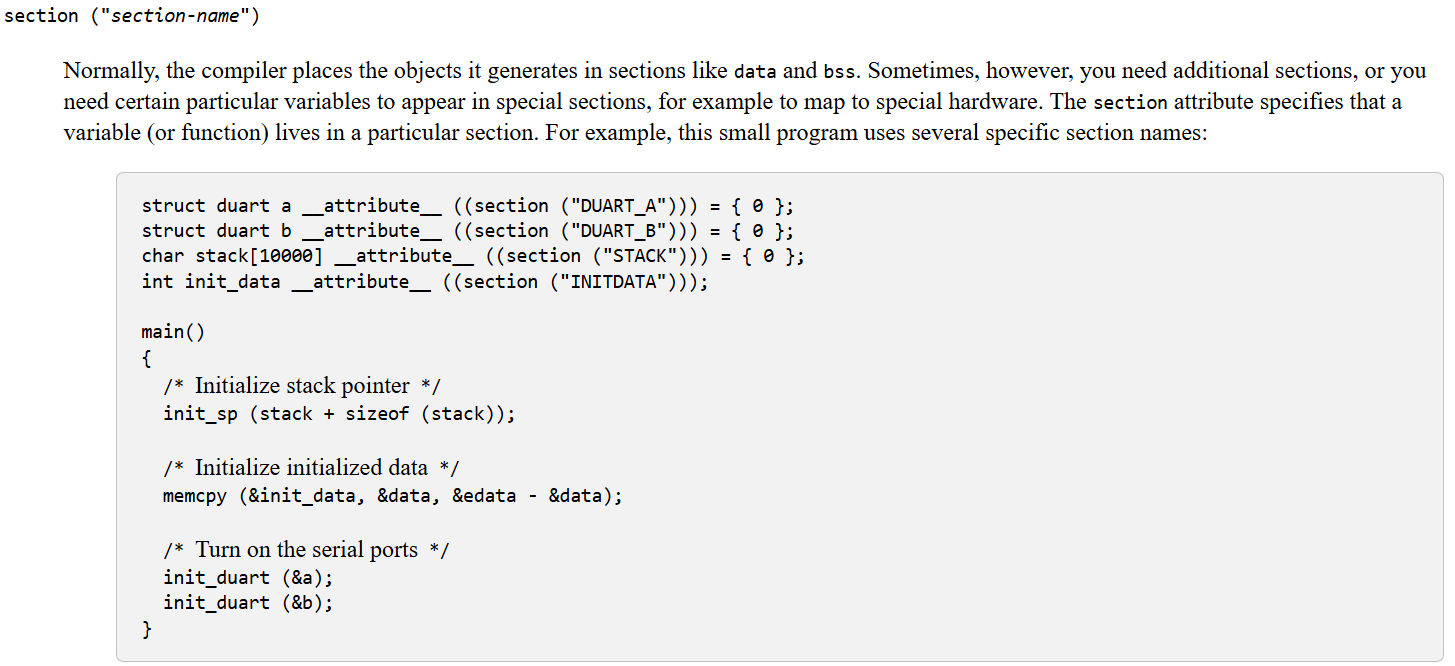 section ("section-name")
Normally, the compiler places the objects it generates in sections like data and bss. Sometimes, however, you need additional sections, or you
need certain particular variables to appear in special sections, for example to map to special hardware. The section attribute specifies that a
variable (or function) lives in a particular section. For example, this small program uses several specific section names:
struct duart a __attribute__ ((section ("DUART_A"))) = { 0 };
struct duart b __attribute__ ((section ("DUART_B"))) = { 0 };
char stack[10000] __attribute__ ((section ("STACK"))) = { 0 };
int init_data __attribute__ ((section ("INITDATA")));
main()
{
/* Initialize stack pointer */
init_sp (stack + sizeof (stack));
/* Initialize initialized data */
memcpy (&init_data, &data, &edata - &data);
/* Turn on the serial ports */
init_duart (&a);
init_duart (&b);
}